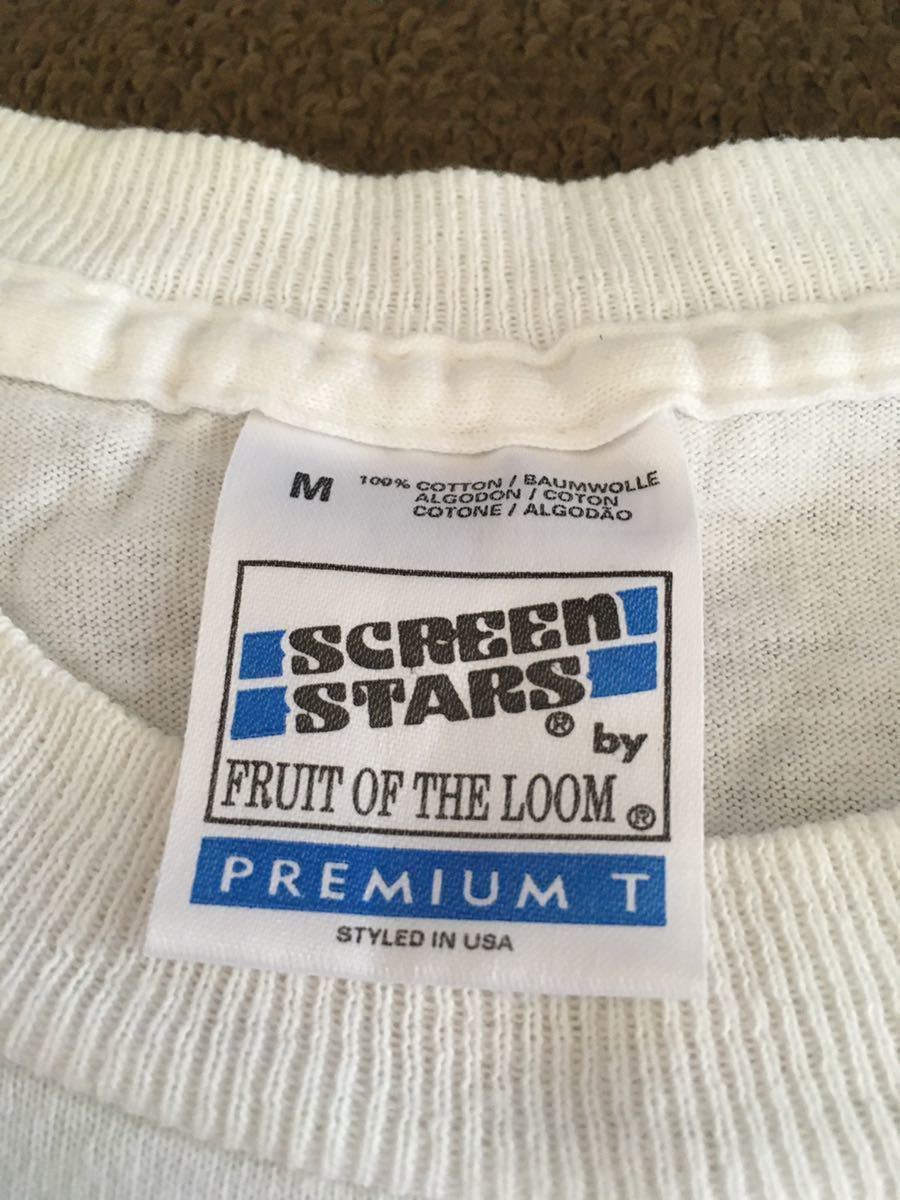 M 100% COTTON / BAUMWOLLE
ALGODON / COTON
COTONE / ALGODÃO
SCREEN
STARS® by
FRUIT OF THE LOOM®
PREMIUM T
STYLED IN USA